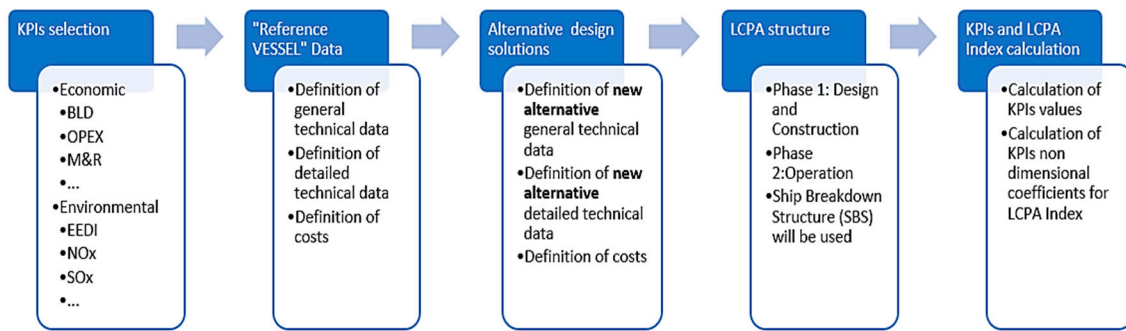 KPIs selection
•Economic
•BLD
•OPEX
•M&R
•...
•Environmental
•EEDI
•NOx
•SOx
•...
"Reference
VESSEL" Data
•Definition of
general
technical data
•Definition of
detailed
technical data
•Definition of
costs
Alternative design
solutions
•Definition of new
alternative
general technical
data
•Definition of new
alternative
detailed technical
data
•Definition of costs
LCPA structure
•Phase 1: Design
and
Construction
•Phase
2:Operation
•Ship Breakdown
Structure (SBS)
will be used
KPIs and LCPA
Index calculation
•Calculation of
KPIs values
•Calculation of
KPIs non
dimensional
coefficients for
LCPA Index